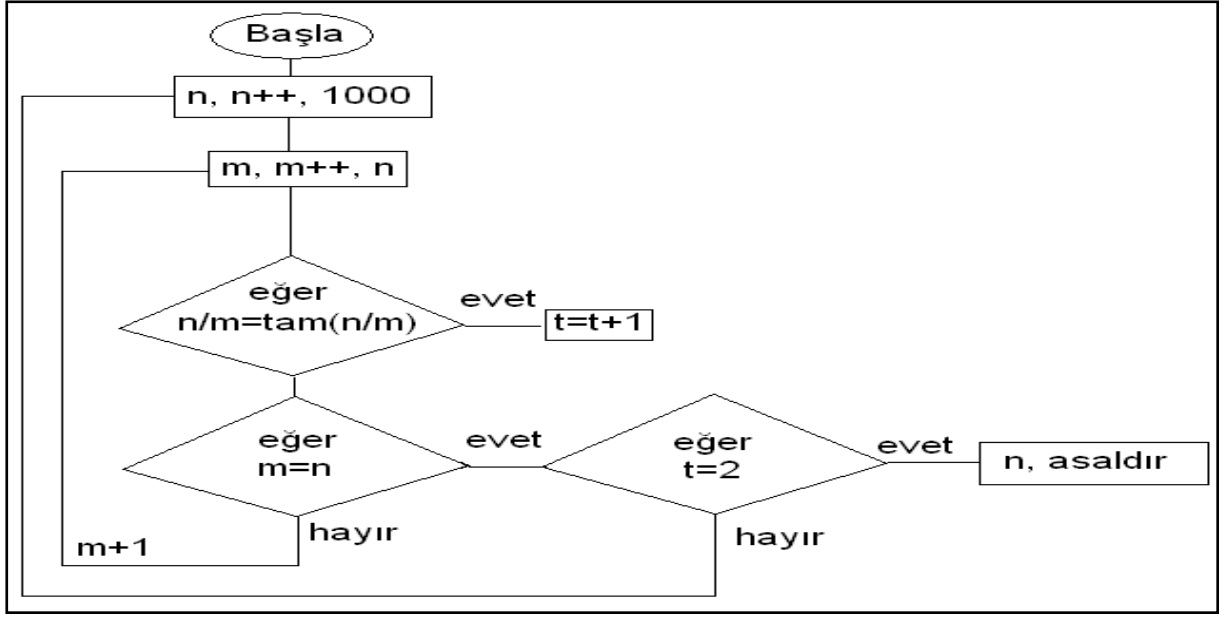 Başla
n, n++, 1000
m, m++, n
eğer
n/m=tam(n/m)
evet
t=t+1
eğer
m=n
evet
eğer
t=2
evet
n, asaldır
hayır
m+1
hayır